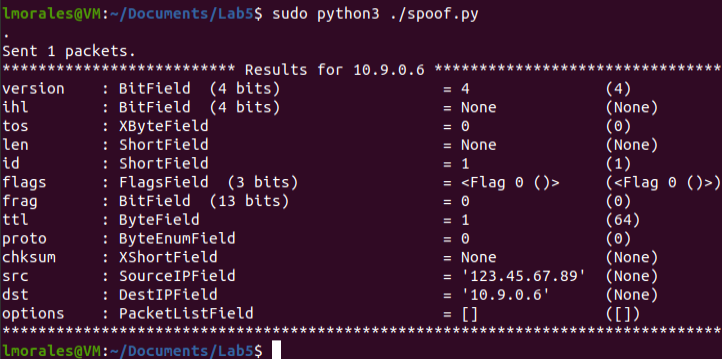 lmorales@VM:~/Documents/Lab5$ sudo python3 ./spoof.py
.
Sent 1 packets.
************************** Results for 10.9.0.6 ********************************
version    : BitField  (4 bits)                  = 4               (4)
ihl        : BitField  (4 bits)                  = None            (None)
tos        : XByteField                          = 0               (0)
len        : ShortField                          = None            (None)
id         : ShortField                          = 1               (1)
flags      : FlagsField  (3 bits)                = <Flag 0 ()>     (<Flag 0 ()>)
frag       : BitField  (13 bits)                 = 0               (0)
ttl        : ByteField                           = 1               (64)
proto      : ByteEnumField                       = 0               (0)
chksum     : XShortField                         = None            (None)
src        : SourceIPField                       = '123.45.67.89'  (None)
dst        : DestIPField                         = '10.9.0.6'      (None)
options    : PacketListField                     = []              ([])
********************************************************************************
lmorales@VM:~/Documents/Lab5$